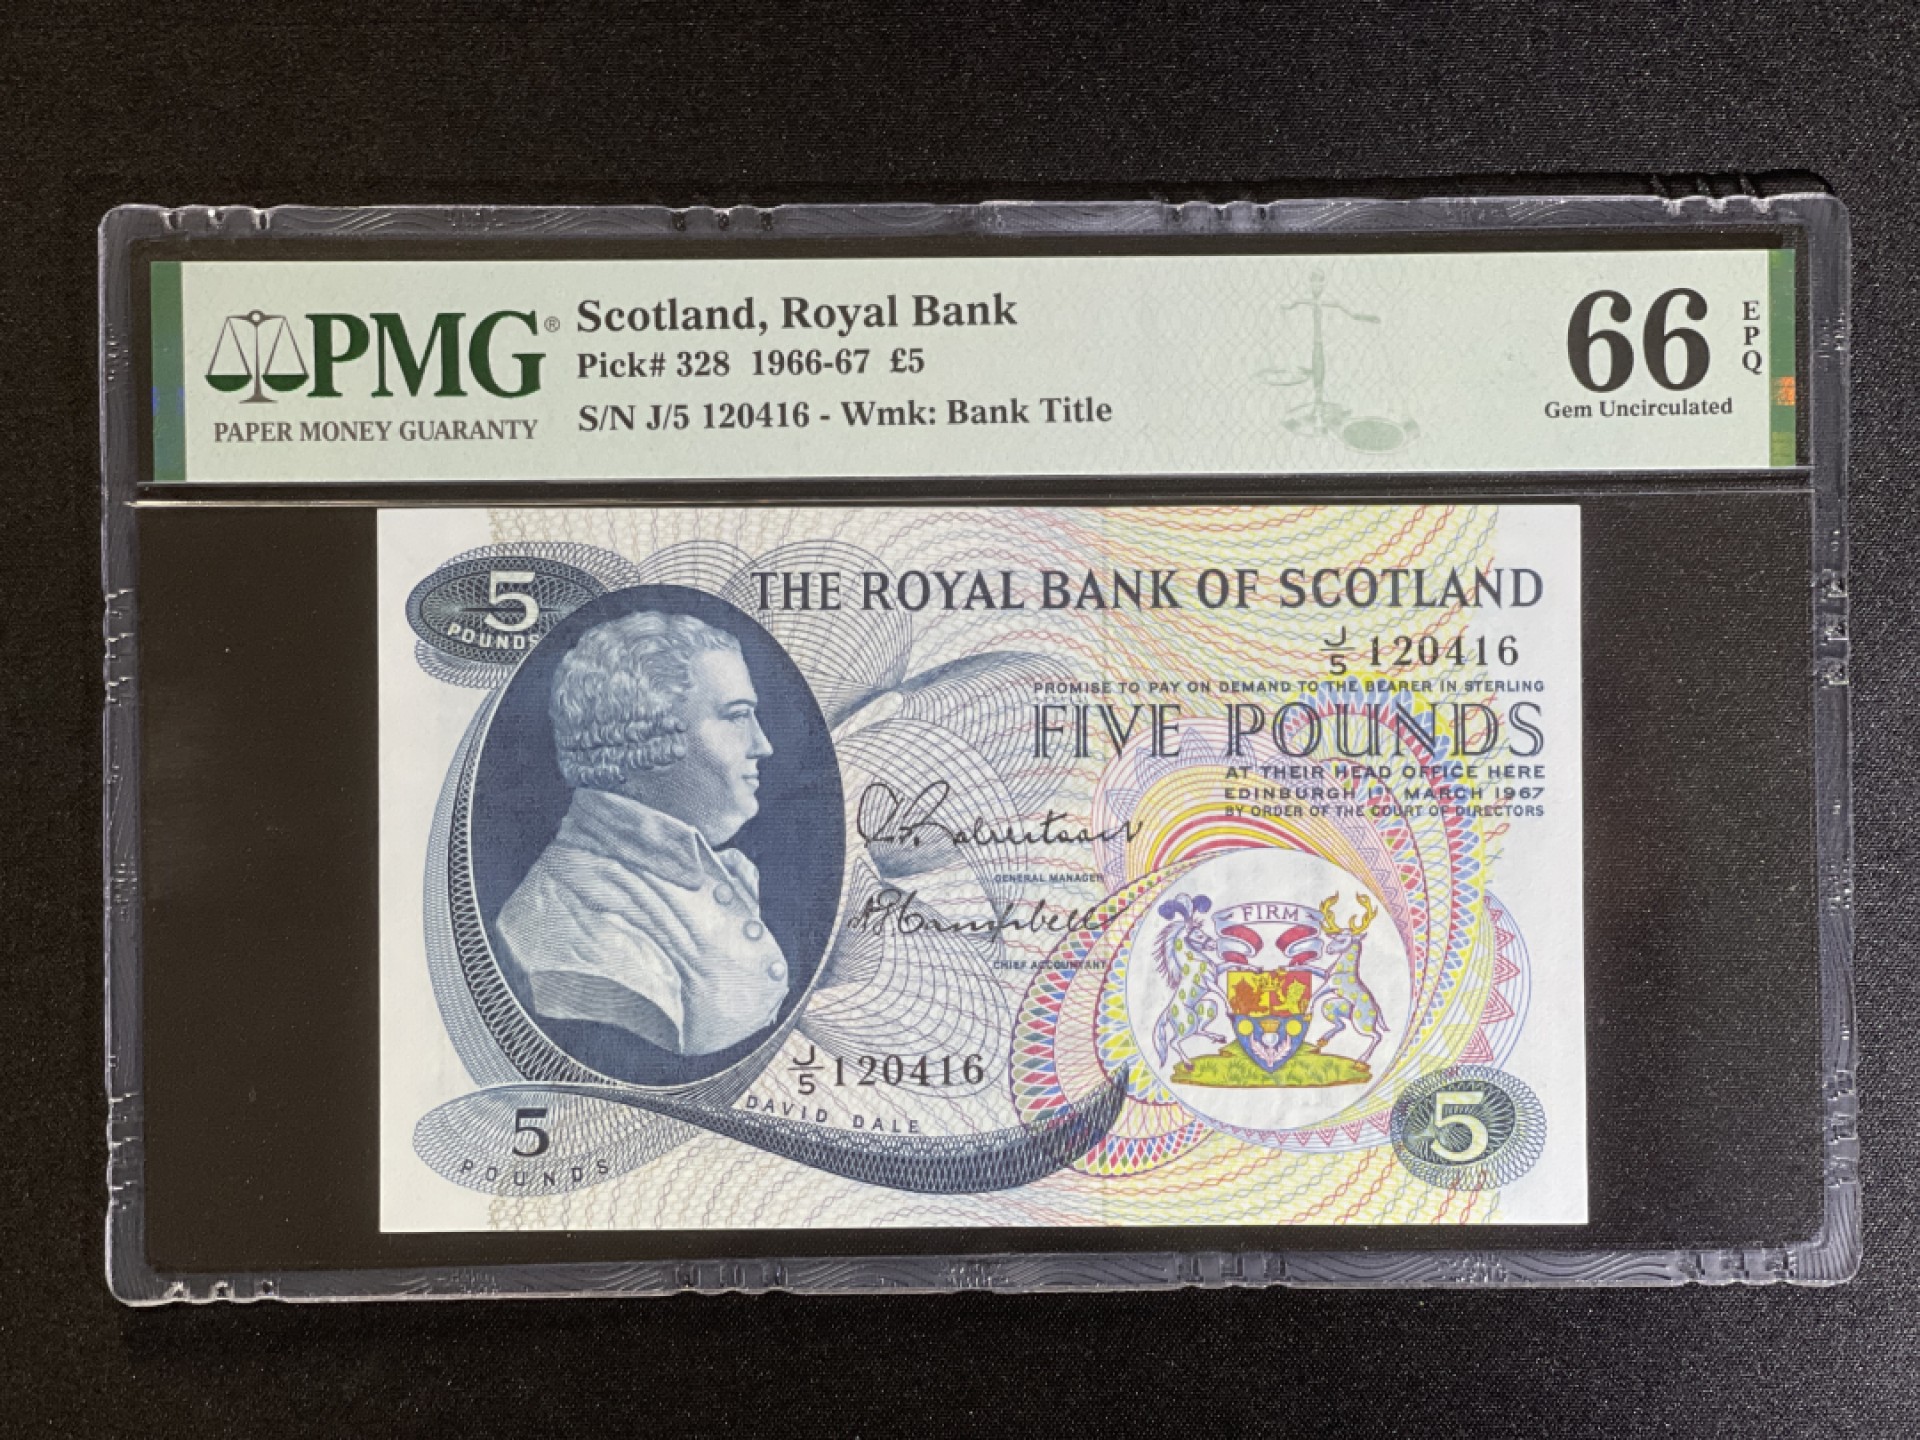 PMG®
PAPER MONEY GUARANTY
Scotland, Royal Bank
Pick# 328 1966-67 £5
S/N J/5 120416 - Wmk: Bank Title
66
EPQ
Gem Uncirculated
5
POUNDS
THE ROYAL BANK OF SCOTLAND
J/5 120416
PROMISE TO PAY ON DEMAND TO THE BEARER IN STERLING
FIVE POUNDS
AT THEIR HEAD OFFICE HERE
EDINBURGH 1ST MARCH 1967
BY ORDER OF THE COURT OF DIRECTORS
G. P. Robertson
GENERAL MANAGER
A G Campbell
CHIEF ACCOUNTANT
FIRM
J/5 120416
DAVID DALE
5
POUNDS
5